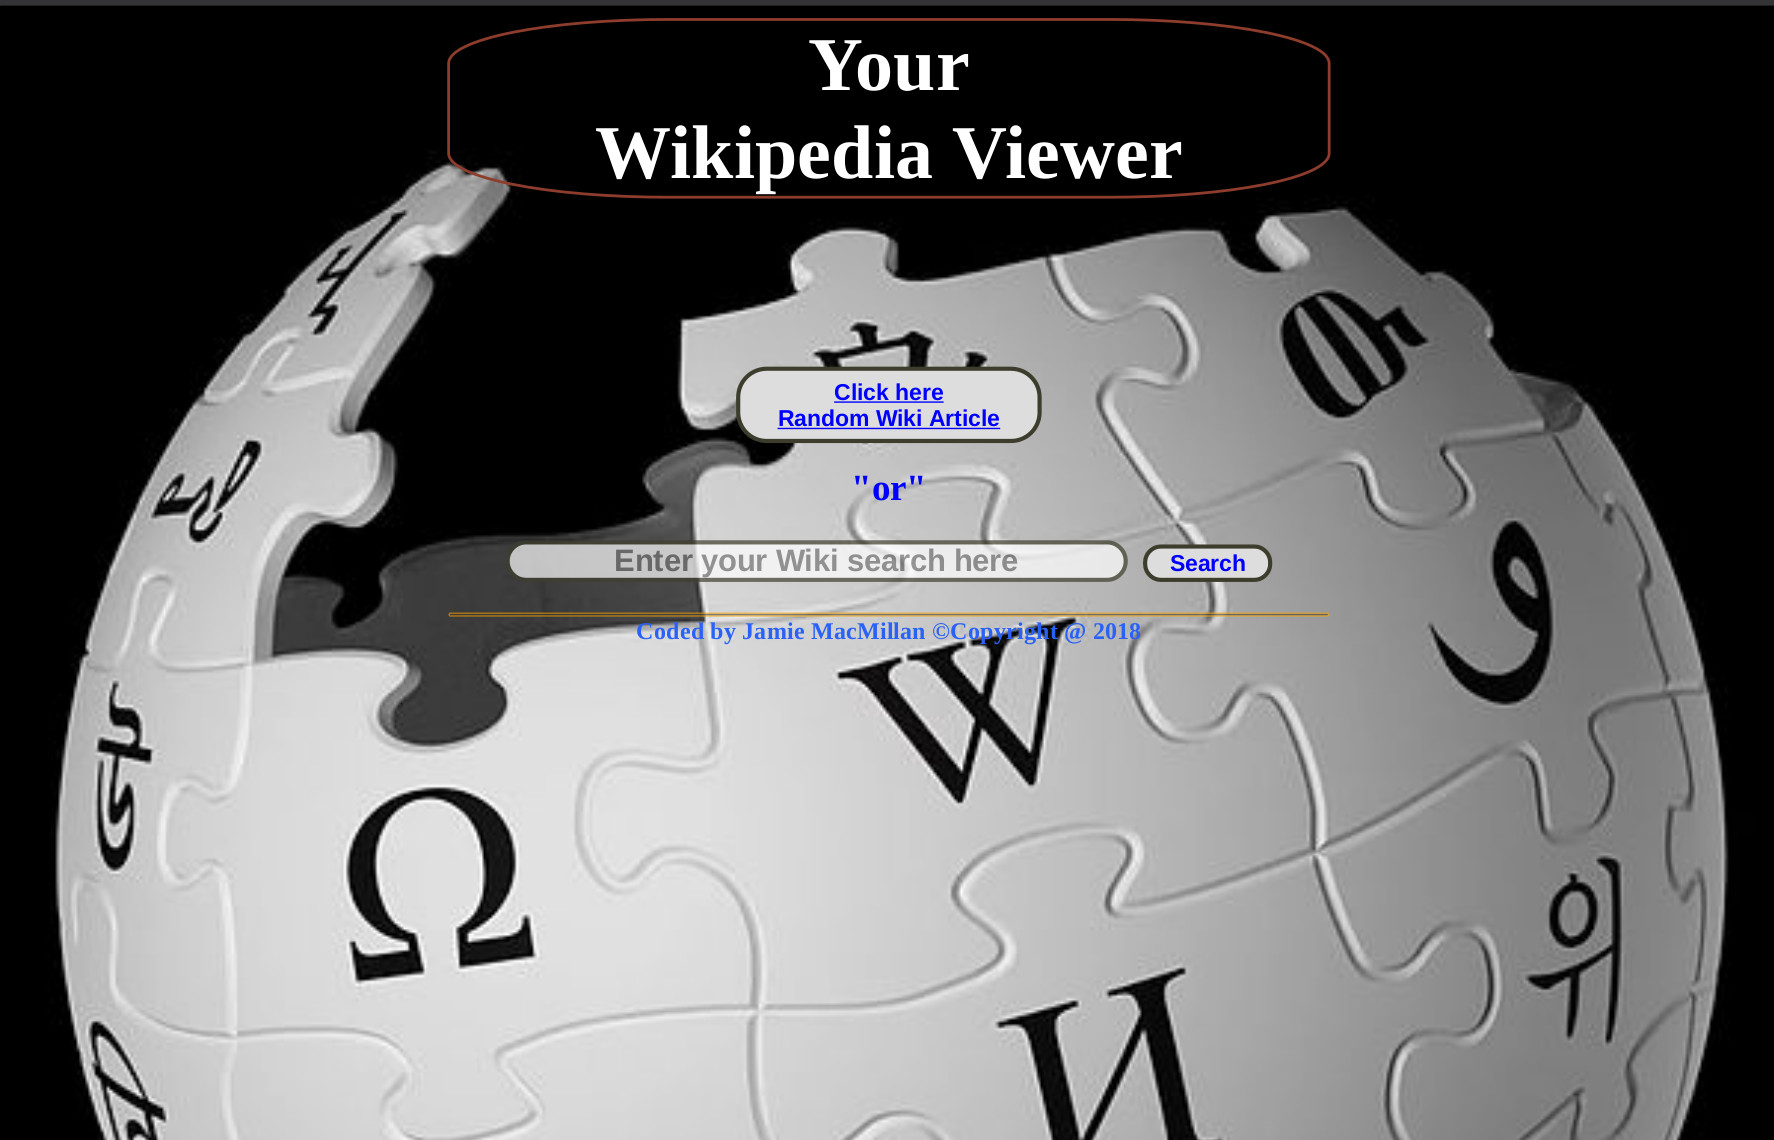 Your
Wikipedia Viewer
Click here
Random Wiki Article
"or"
Enter your Wiki search here
Search
Coded by Jamie MacMillan ©Copyright @ 2018
Ω
W
И
위